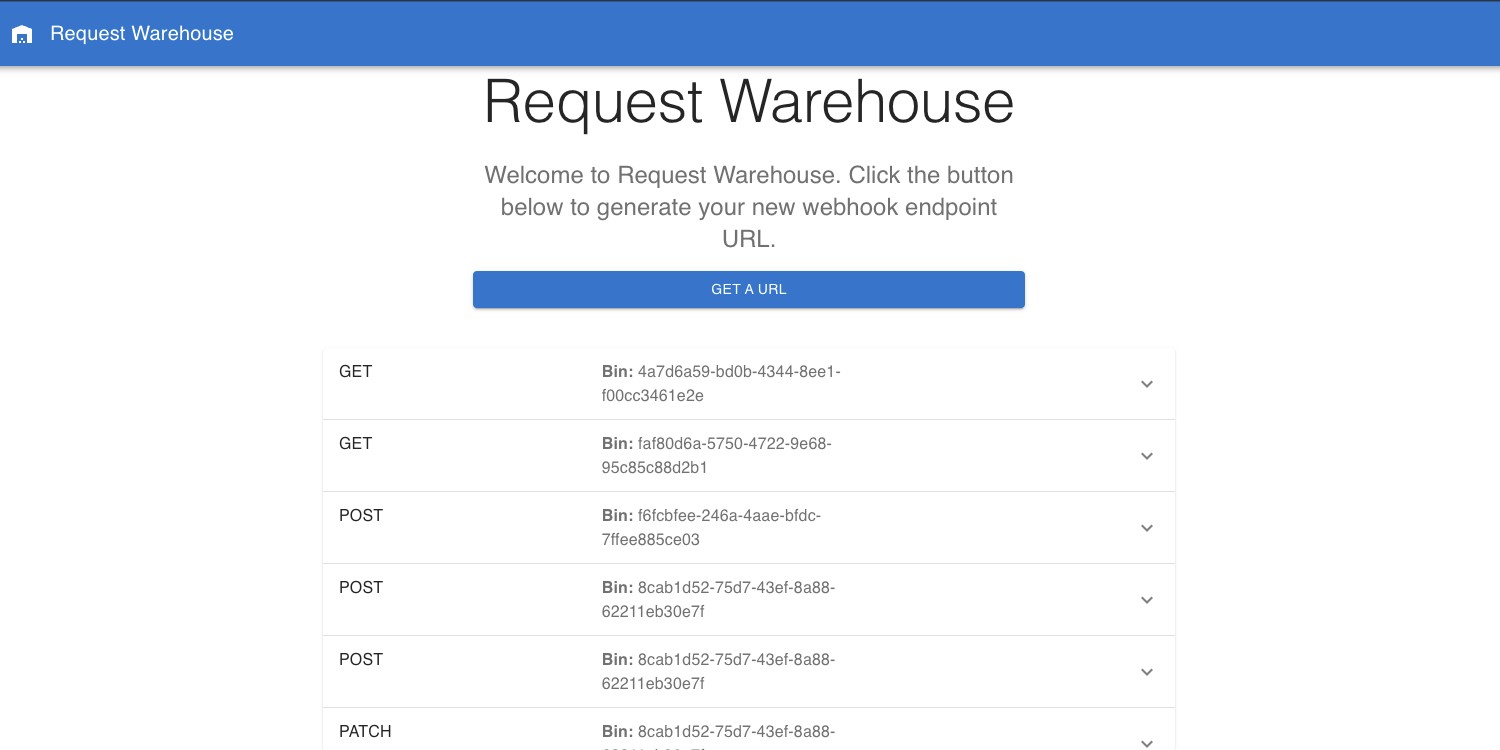 Request Warehouse
Request Warehouse
Welcome to Request Warehouse. Click the button
below to generate your new webhook endpoint
URL.
GET A URL
GET
Bin: 4a7d6a59-bd0b-4344-8ee1-
f00cc3461e2e
GET
Bin: faf80d6a-5750-4722-9e68-
95c85c88d2b1
POST
Bin: f6fcbfee-246a-4aae-bfdc-
7ffee885ce03
POST
Bin: 8cab1d52-75d7-43ef-8a88-
62211eb30e7f
POST
Bin: 8cab1d52-75d7-43ef-8a88-
62211eb30e7f
PATCH
Bin: 8cab1d52-75d7-43ef-8a88-